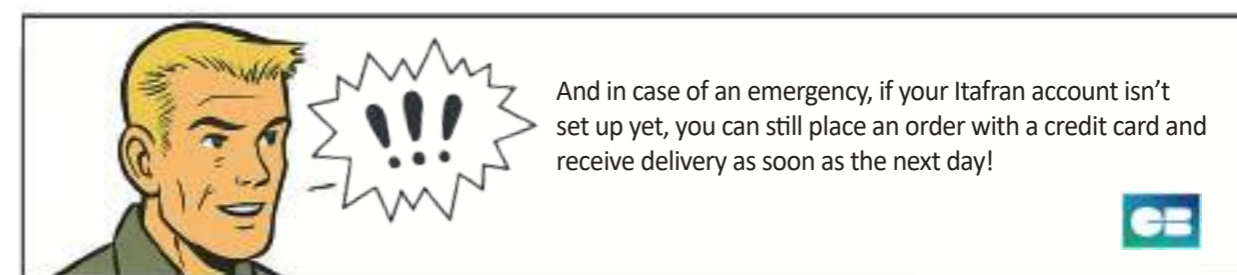 !!!
And in case of an emergency, if your Itafran account isn’t
set up yet, you can still place an order with a credit card and
receive delivery as soon as the next day!
CB